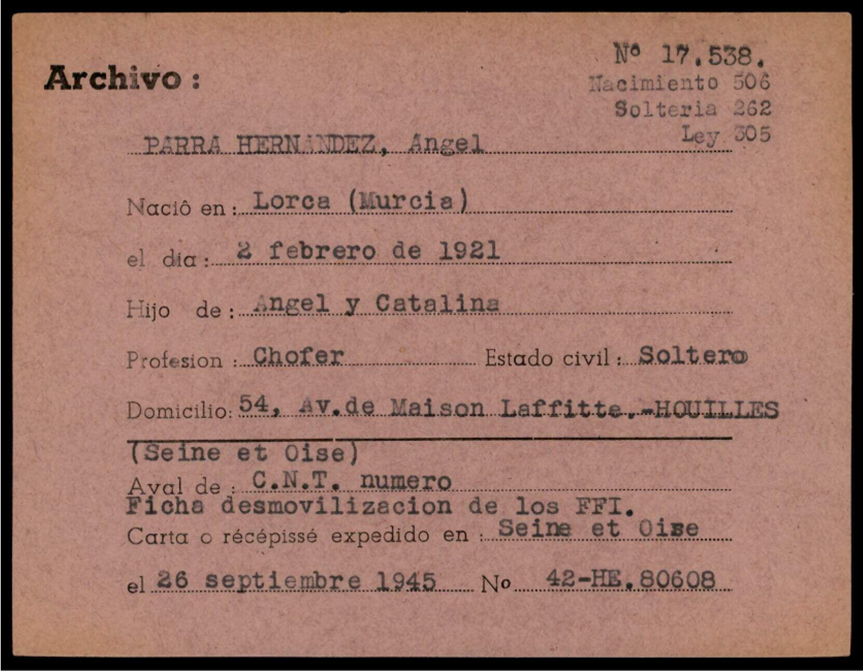 Archivo :
Nº 17.538.
Nacimiento 506
Solteria 262
Ley 305
PARRA HERNANDEZ, Angel
Naciô en : Lorca (Murcia)
el dia : 2 febrero de 1921
Hijo de : Angel y Catalina
Profesion : Chofer Estado civil : Soltero
Domicilio: 54, Av.de Maison Laffitte.-HOUILLES
(Seine et Oise)
Aval de : C.N.T. numero
Ficha desmovilizacion de los FFI.
Carta o récépissé expedido en : Seine et Oise
el 26 septiembre 1945 No 42-HE.80608